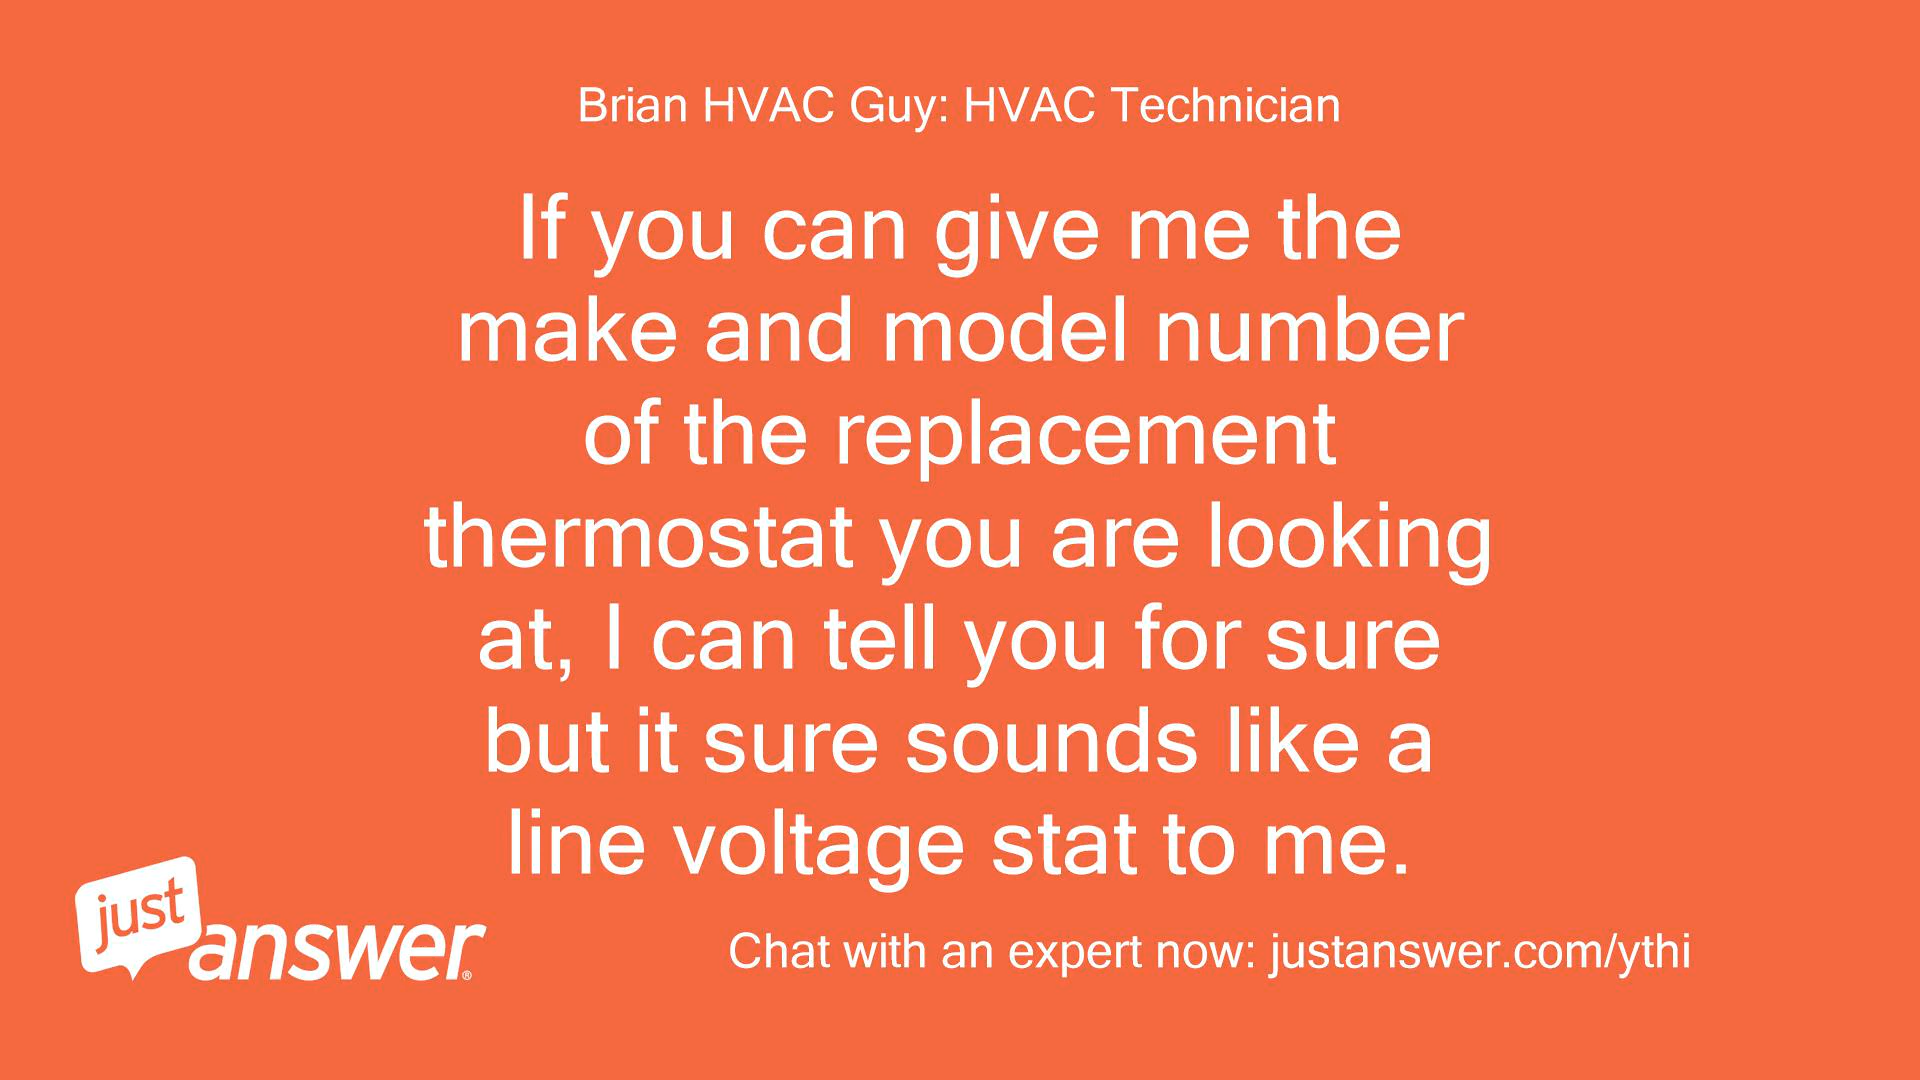 Brian HVAC Guy: HVAC Technician
If you can give me the
make and model number
of the replacement
thermostat you are looking
at, I can tell you for sure
but it sure sounds like a
line voltage stat to me.
just
answer®
Chat with an expert now: justanswer.com/ythi